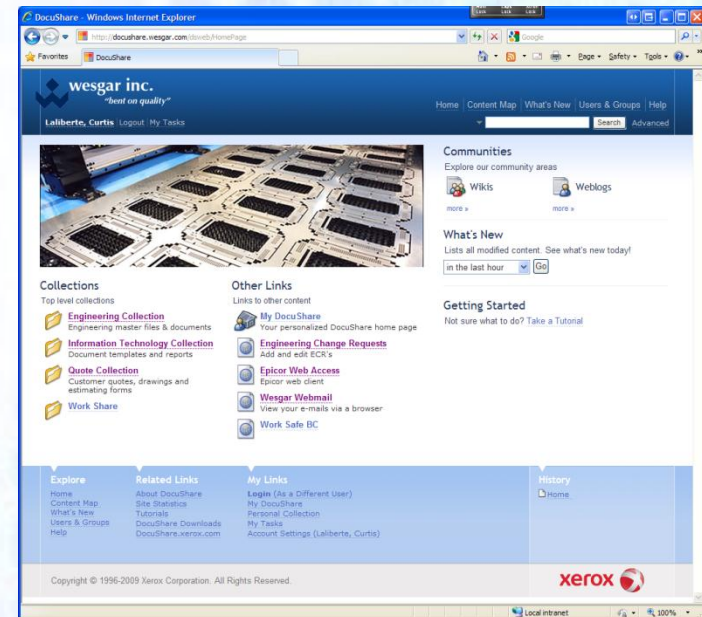 DocuShare - Windows Internet Explorer
http://docushare.wesgar.com/dsweb/HomePage
Google
Favorites
DocuShare
Page
Safety
Tools
wesgar inc.
"bent on quality"
Home | Content Map | What's New | Users & Groups | Help
Laliberte, Curtis | Logout | My Tasks
Search
Advanced
Communities
Explore our community areas
Wikis
Weblogs
more »
more »
What's New
Lists all modified content. See what's new today!
in the last hour
Go
Getting Started
Not sure what to do? Take a Tutorial
Collections
Top level collections
Engineering Collection
Engineering master files & documents
Information Technology Collection
Document templates and reports
Quote Collection
Customer quotes, drawings and
estimating forms
Work Share
Other Links
Links to other content
My DocuShare
Your personalized DocuShare home page
Engineering Change Requests
Add and edit ECR's
Epicor Web Access
Epicor web client
Wesgar Webmail
View your e-mails via a browser
Work Safe BC
Explore
Home
Content Map
What's New
Users & Groups
Help
Related Links
About DocuShare
Site Statistics
Tutorials
DocuShare Downloads
DocuShare.xerox.com
My Links
Login (As a Different User)
My DocuShare
Personal Collection
My Tasks
Account Settings (Laliberte, Curtis)
History
Home
Copyright © 1996-2009 Xerox Corporation. All Rights Reserved.
xerox
Local intranet
100%